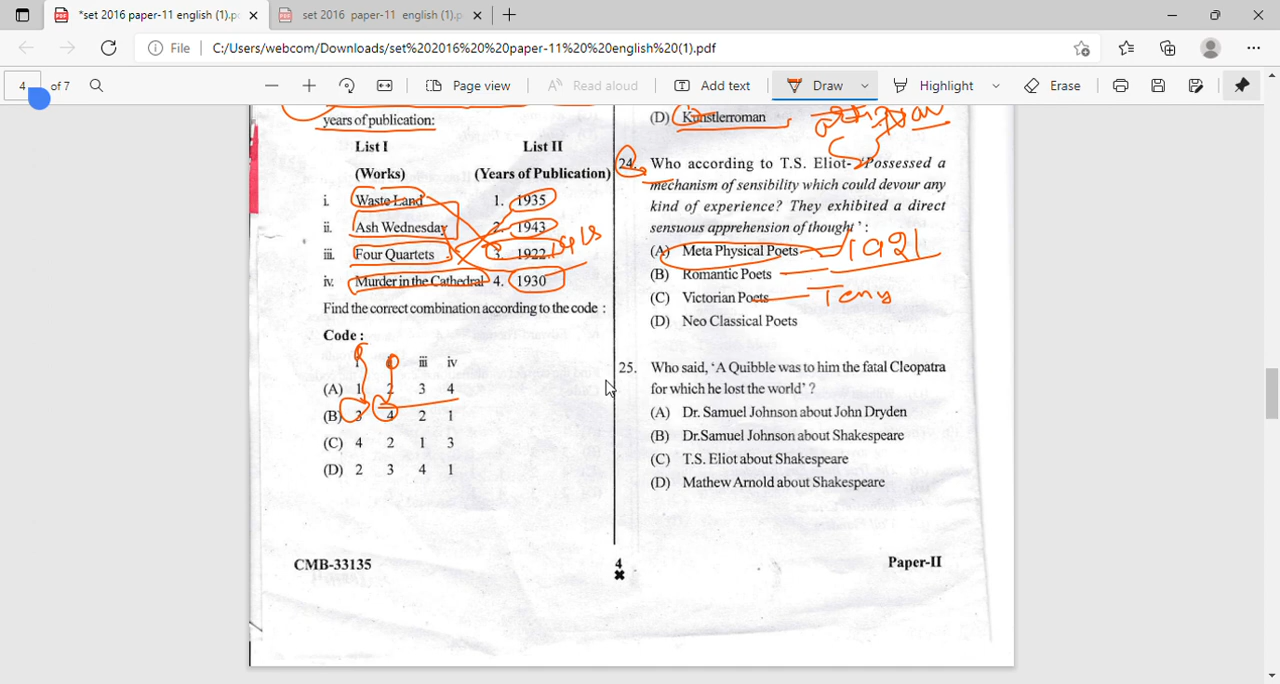 *set 2016 paper-11 english (1).p
set 2016 paper-11 english (1).p
File C:/Users/webcom/Downloads/set%202016%20%20paper-11%20%20english%20(1).pdf
4 of 7 Page view Read aloud Add text Draw Highlight Erase
years of publication:
List I List II
(Works) (Years of Publication)
i. Waste Land 1. 1935
ii. Ash Wednesday 2. 1943
iii. Four Quartets 3. 1922
iv. Murder in the Cathedral 4. 1930
Find the correct combination according to the code :
Code :
iii iv
(A) 1 2 3 4
(B) 3 4 2 1
(C) 4 2 1 3
(D) 2 3 4 1
(D) Kunstlerroman
24. Who according to T.S. Eliot- 'Possessed a
mechanism of sensibility which could devour any
kind of experience? They exhibited a direct
sensuous apprehension of thought' :
(A) Meta Physical Poets 1921
(B) Romantic Poets
(C) Victorian Poets Teny
(D) Neo Classical Poets
25. Who said, 'A Quibble was to him the fatal Cleopatra
for which he lost the world' ?
(A) Dr. Samuel Johnson about John Dryden
(B) Dr.Samuel Johnson about Shakespeare
(C) T.S. Eliot about Shakespeare
(D) Mathew Arnold about Shakespeare
CMB-33135 4 Paper-II